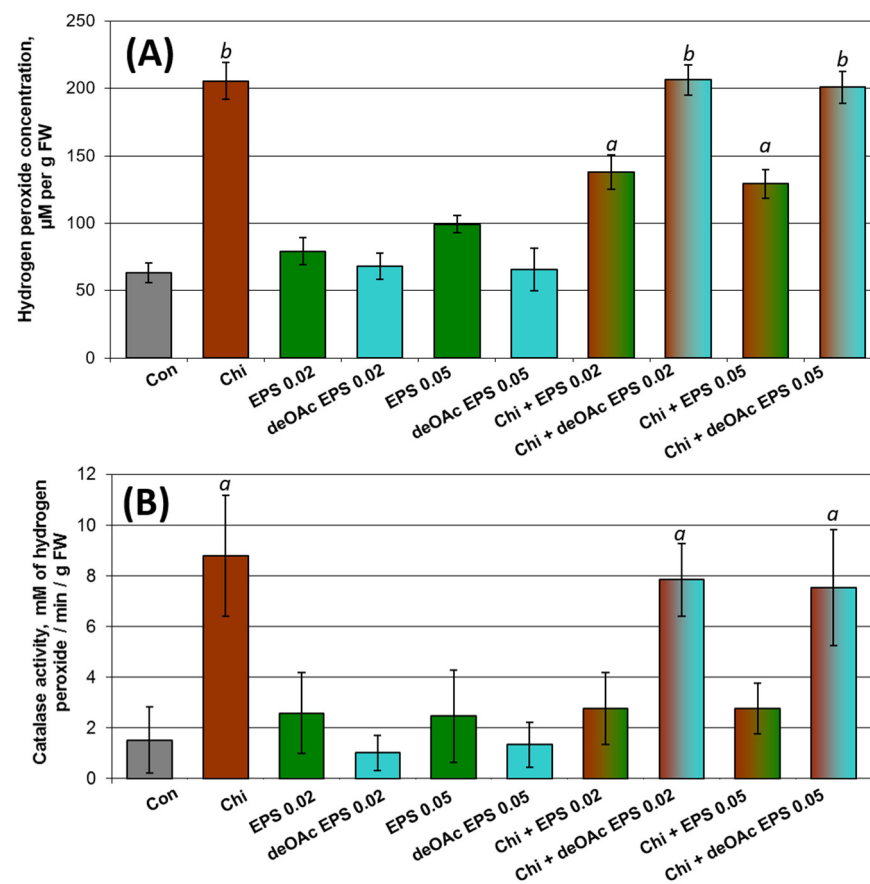 (A)
Hydrogen peroxide concentration,
µM per g FW
250
200
150
100
50
0
b
a
b
a
b
Con
Chi
EPS 0.02
deOAc EPS 0.02
EPS 0.05
deOAc EPS 0.05
Chi + EPS 0.02
Chi + deOAc EPS 0.02
Chi + EPS 0.05
Chi + deOAc EPS 0.05
(B)
Catalase activity, mM of hydrogen
peroxide / min / g FW
12
10
8
6
4
2
0
a
a
a
Con
Chi
EPS 0.02
deOAc EPS 0.02
EPS 0.05
deOAc EPS 0.05
Chi + EPS 0.02
Chi + deOAc EPS 0.02
Chi + EPS 0.05
Chi + deOAc EPS 0.05